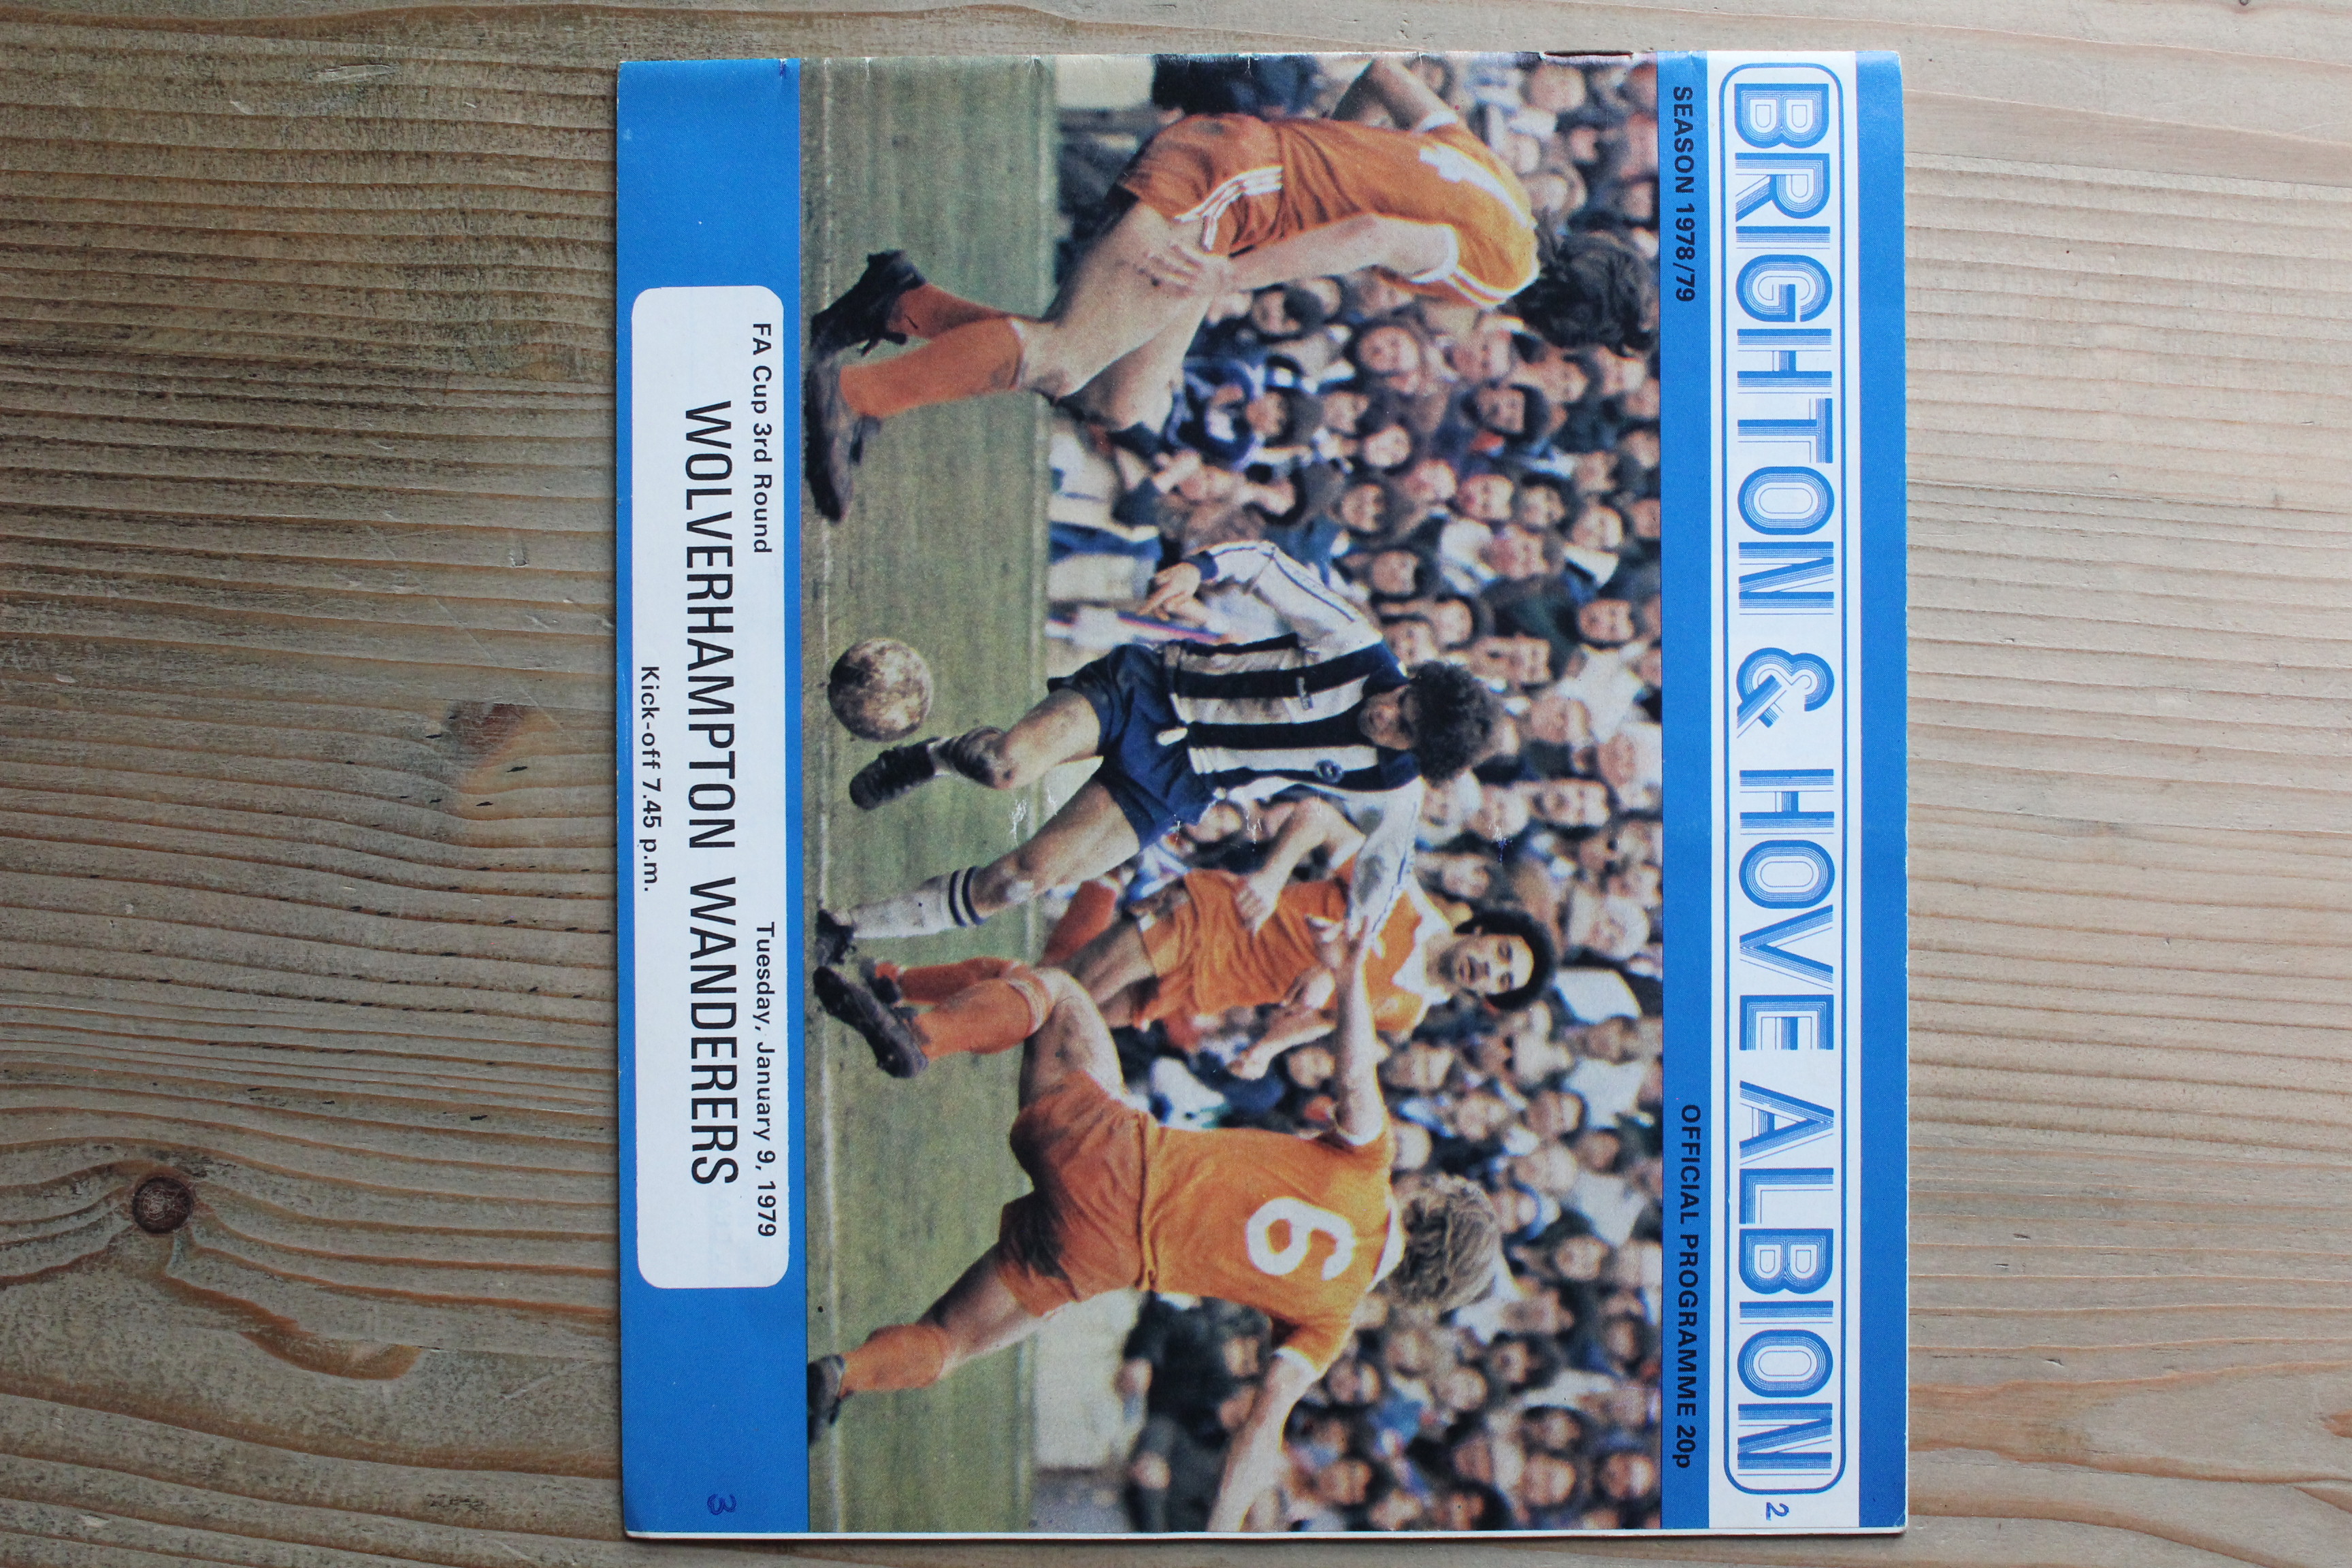 BRIGHTON & HOVE ALBION 2
SEASON 1978/79 OFFICIAL PROGRAMME 20p
6
FA Cup 3rd Round Tuesday, January 9, 1979
WOLVERHAMPTON WANDERERS
Kick-off 7.45 p.m.
3